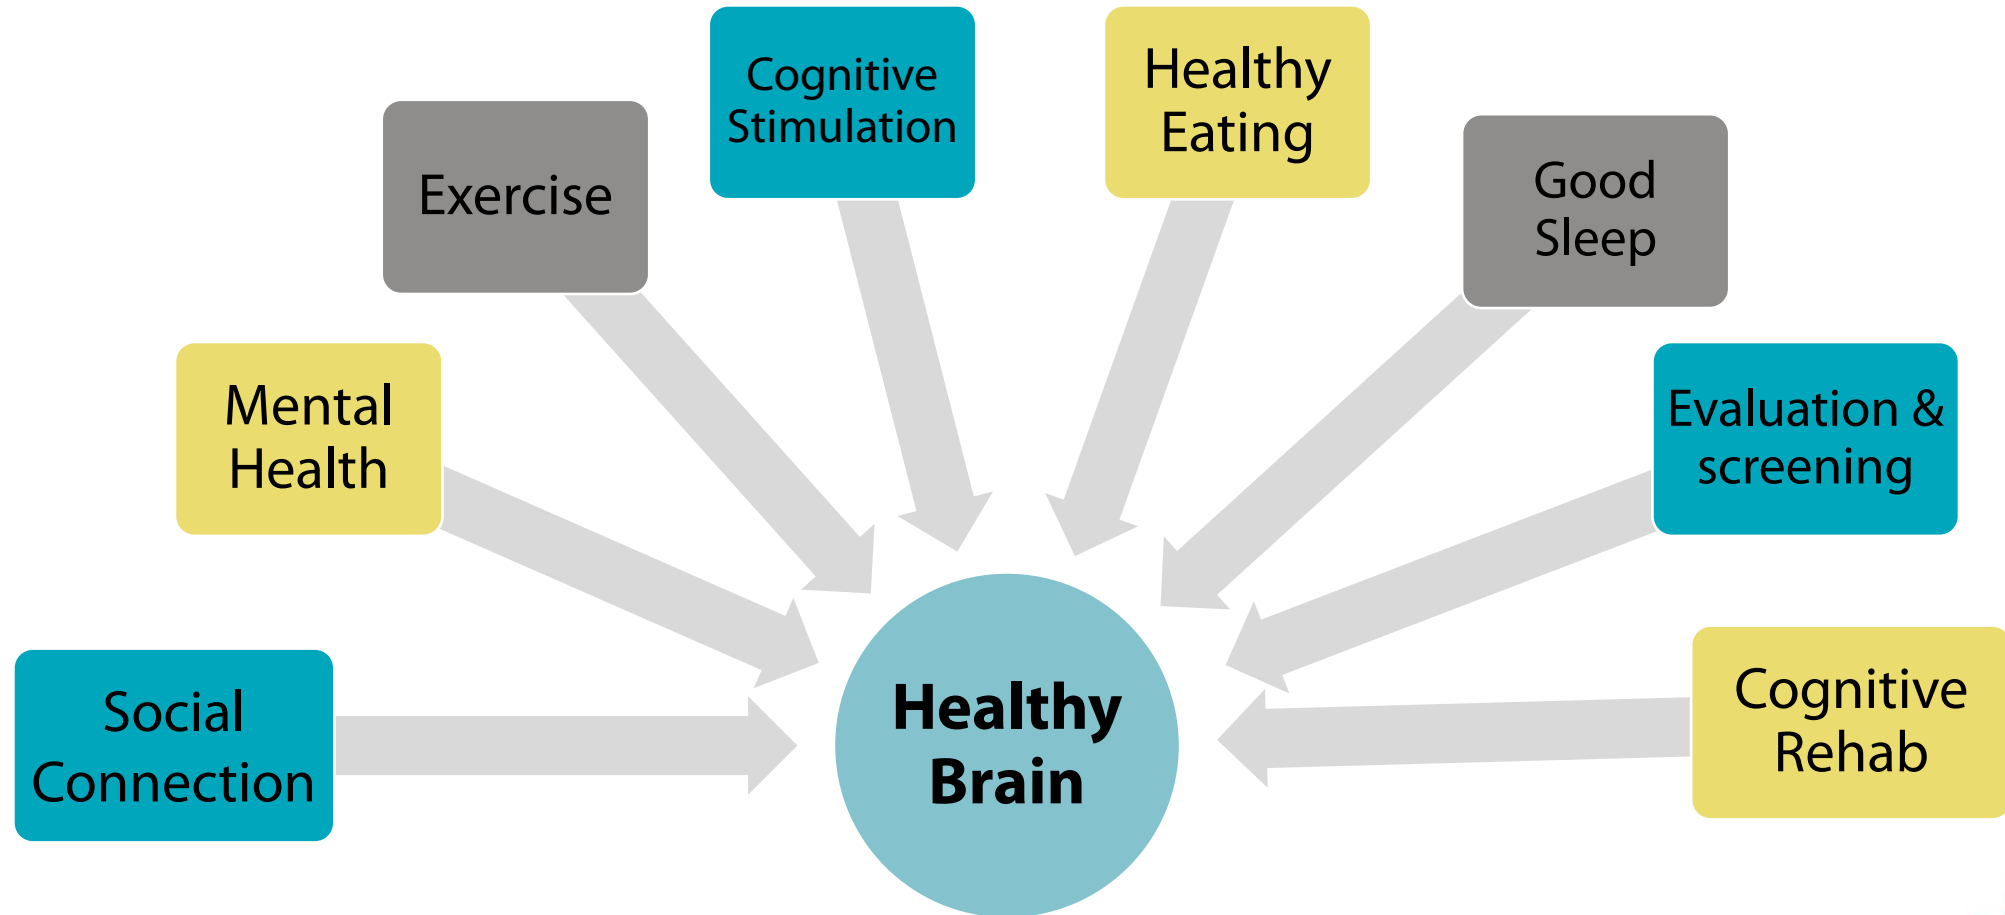 Cognitive
Stimulation
Healthy
Eating
Exercise
Good
Sleep
Mental
Health
Evaluation &
screening
Social
Connection
Healthy
Brain
Cognitive
Rehab